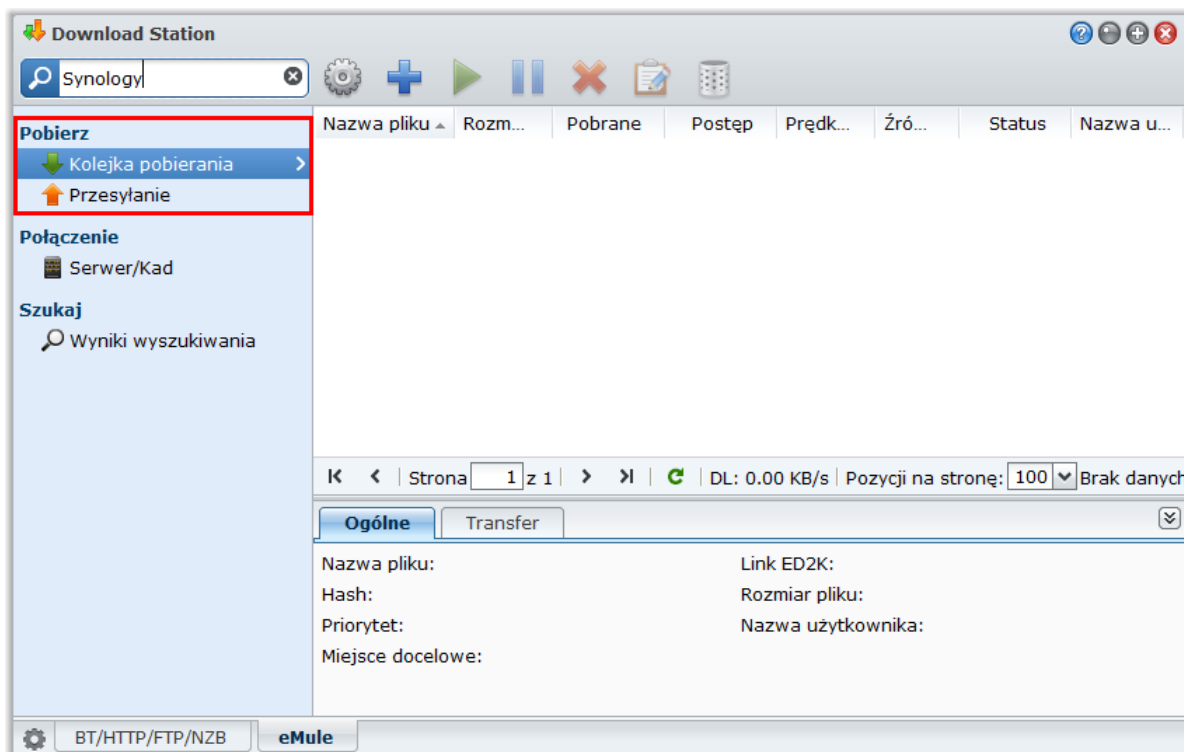 Download Station
Synology
Pobierz
Kolejka pobierania
Przesyłanie
Połączenie
Serwer/Kad
Szukaj
Wyniki wyszukiwania
Nazwa pliku Rozm... Pobrane Postęp Prędk... Źró... Status Nazwa u...
Strona 1 z 1 DL: 0.00 KB/s Pozycji na stronę: 100 Brak danych
Ogólne Transfer
Nazwa pliku: Link ED2K:
Hash: Rozmiar pliku:
Priorytet: Nazwa użytkownika:
Miejsce docelowe:
BT/HTTP/FTP/NZB eMule